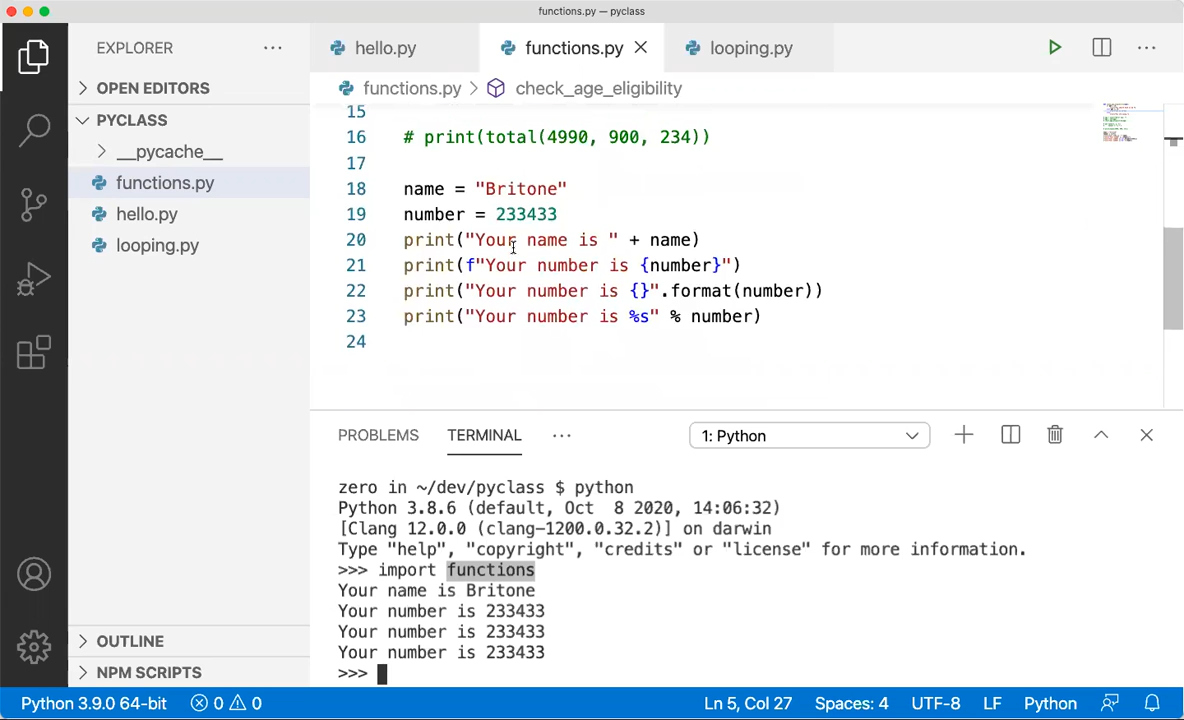 functions.py — pyclass
EXPLORER ···
hello.py
functions.py
looping.py
···
OPEN EDITORS
functions.py > check_age_eligibility
PYCLASS
__pycache__
functions.py
hello.py
looping.py
15
16 # print(total(4990, 900, 234))
17
18 name = "Britone"
19 number = 233433
20 print("Your name is " + name)
21 print(f"Your number is {number}")
22 print("Your number is {}".format(number))
23 print("Your number is %s" % number)
24
PROBLEMS TERMINAL ··· 1: Python
zero in ~/dev/pyclass $ python
Python 3.8.6 (default, Oct  8 2020, 14:06:32)
[Clang 12.0.0 (clang-1200.0.32.2)] on darwin
Type "help", "copyright", "credits" or "license" for more information.
>>> import functions
Your name is Britone
Your number is 233433
Your number is 233433
Your number is 233433
>>>
OUTLINE
NPM SCRIPTS
Python 3.9.0 64-bit 0 0 Ln 5, Col 27 Spaces: 4 UTF-8 LF Python